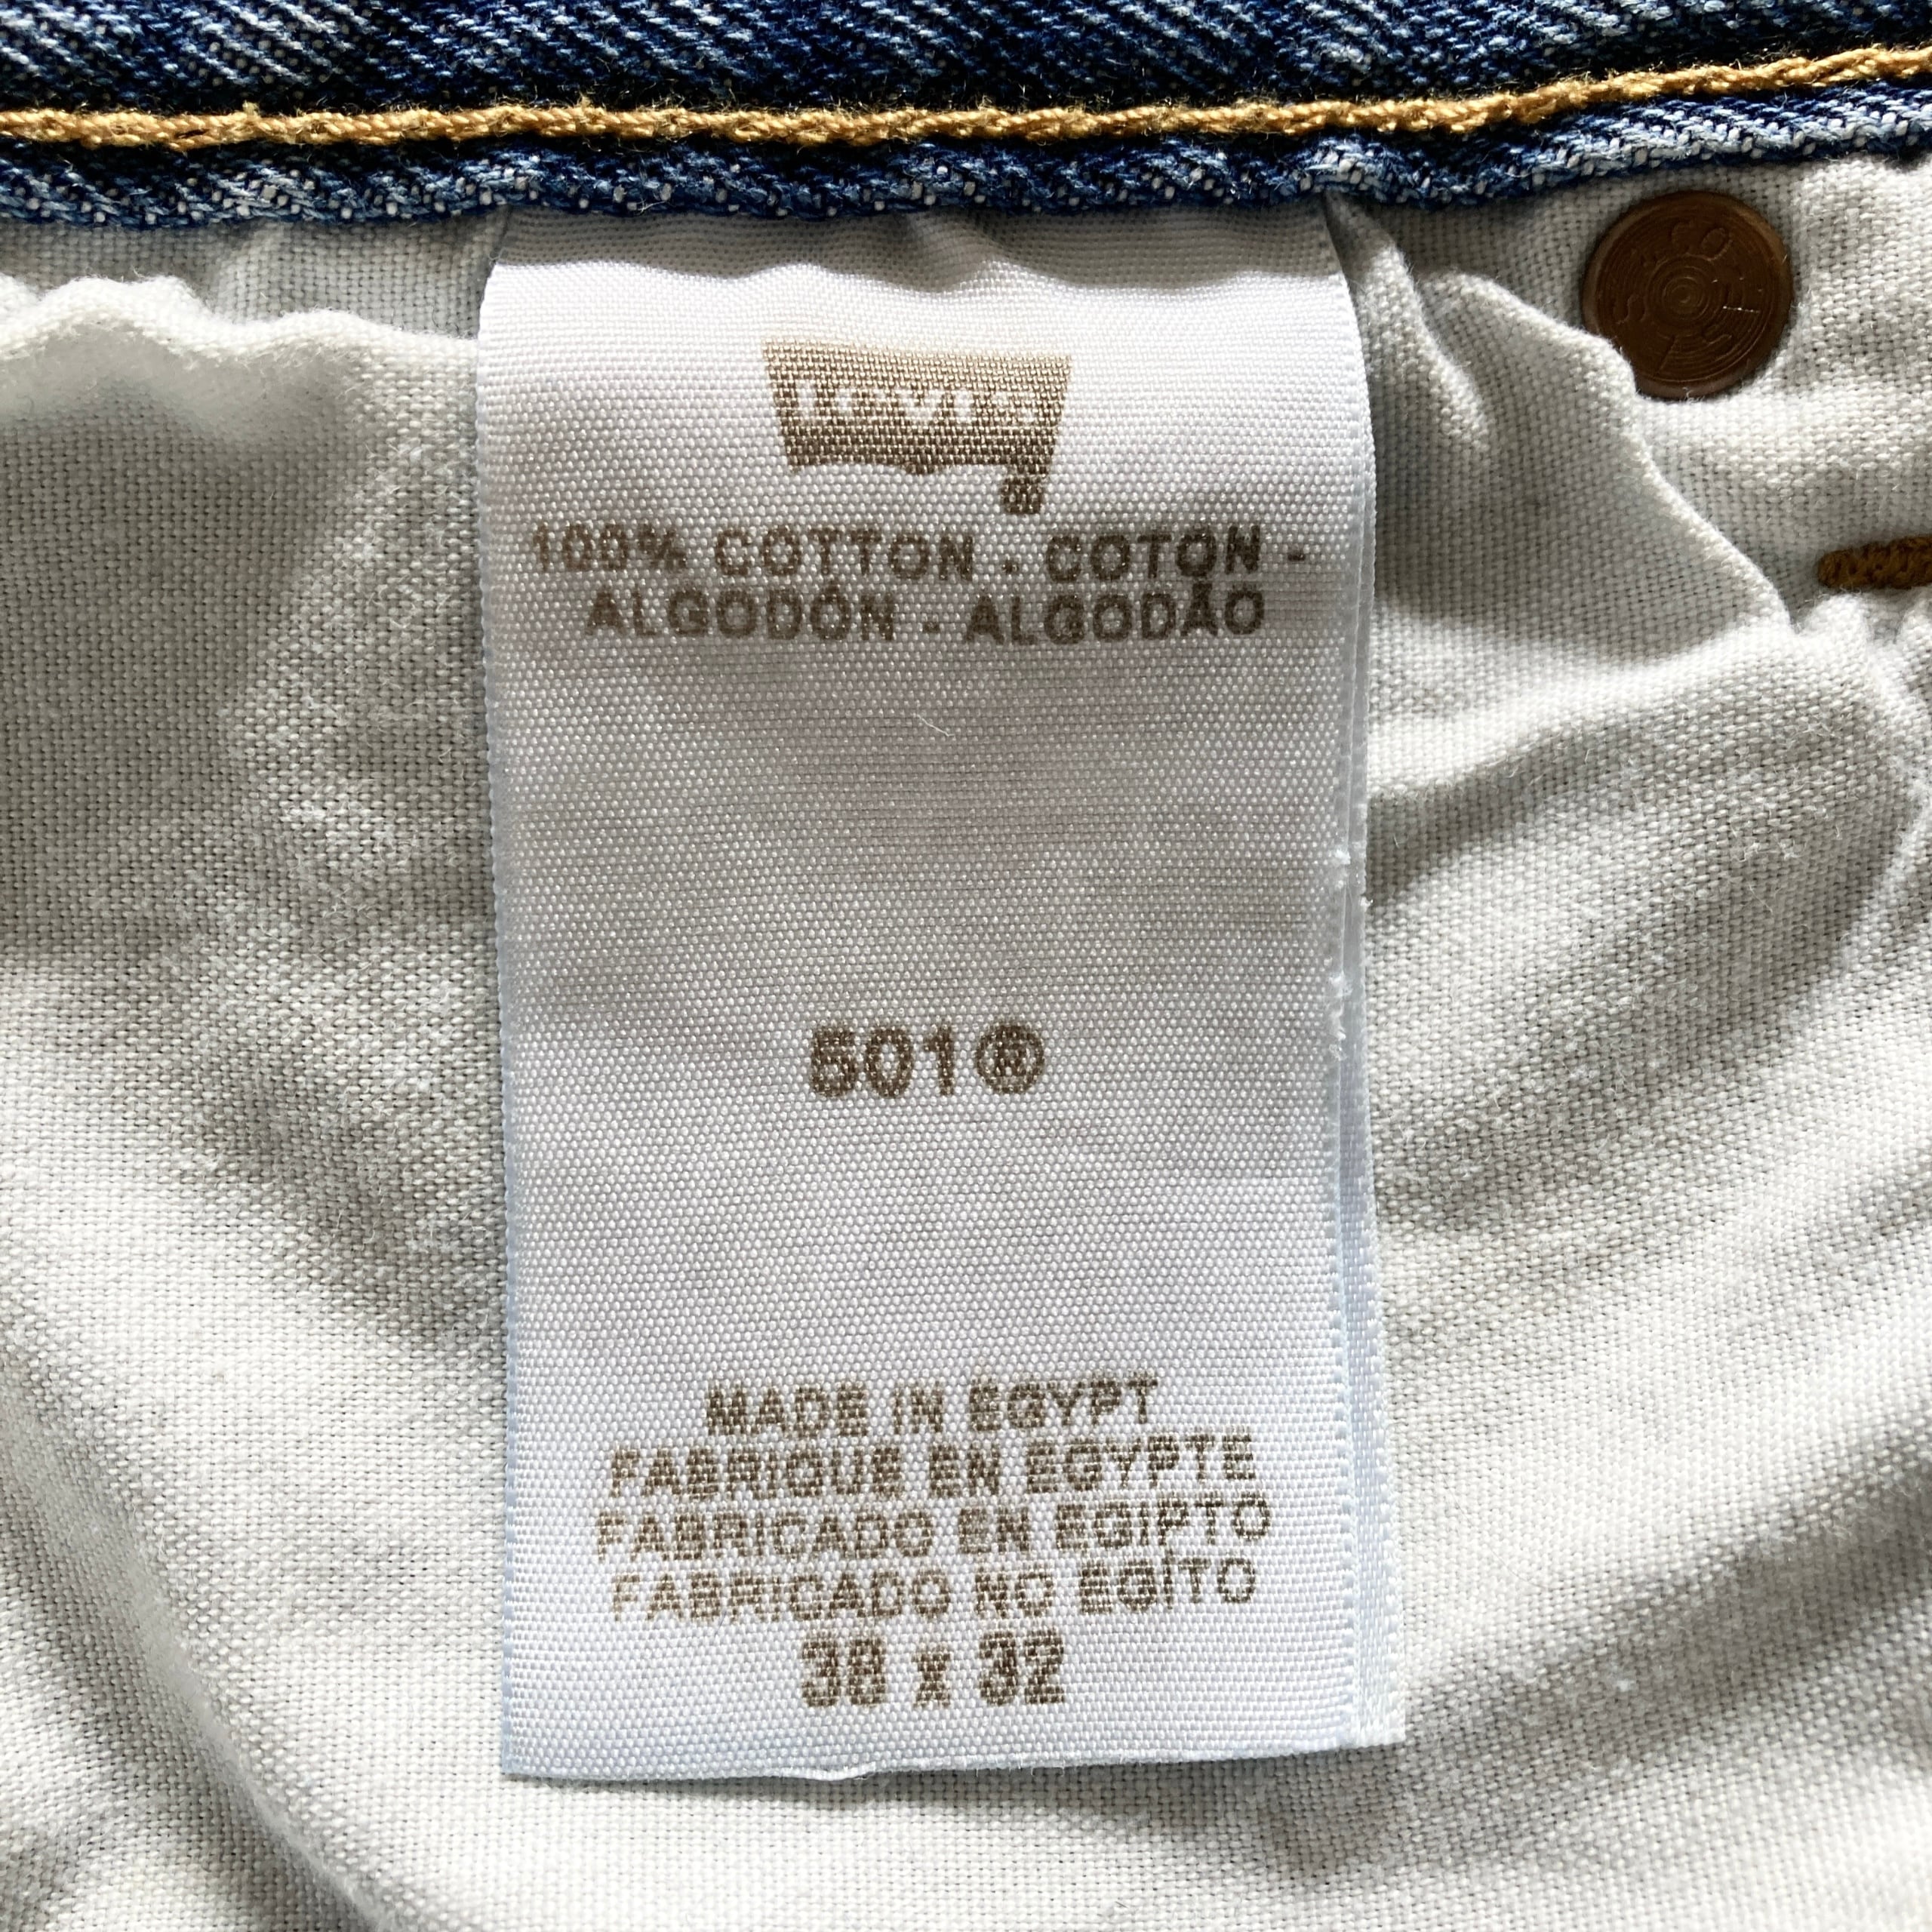 Levi's
®
100% COTTON - COTON -
ALGODÓN - ALGODÃO
501®
MADE IN EGYPT
FABRIQUE EN EGYPTE
FABRICADO EN EGIPTO
FABRICADO NO EGITO
38 x 32